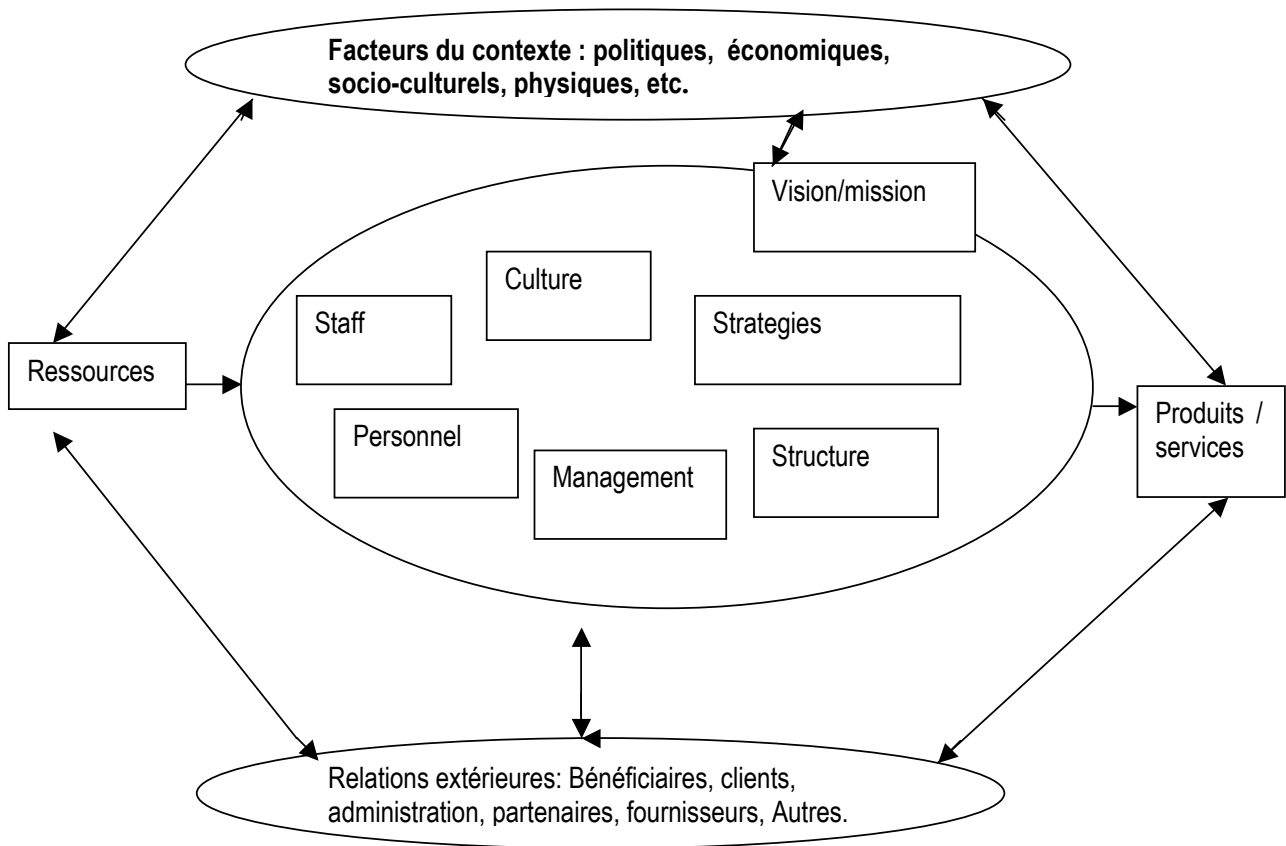 Facteurs du contexte : politiques, économiques,
socio-culturels, physiques, etc.
Vision/mission
Culture
Staff
Strategies
Ressources
Produits /
services
Personnel
Structure
Management
Relations extérieures: Bénéficiaires, clients,
administration, partenaires, fournisseurs, Autres.